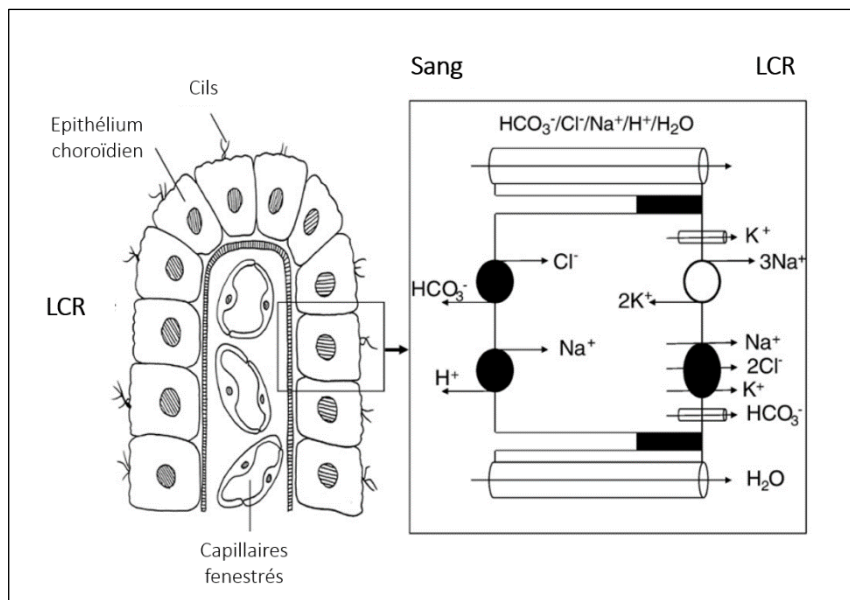 Cils
Epithélium
choroïdien
LCR
Capillaires
fenestrés
Sang
LCR
HCO₃⁻/Cl⁻/Na⁺/H⁺/H₂O
K⁺
Cl⁻
3Na⁺
HCO₃⁻
2K⁺
Na⁺
Na⁺
2Cl⁻
H⁺
K⁺
HCO₃⁻
H₂O